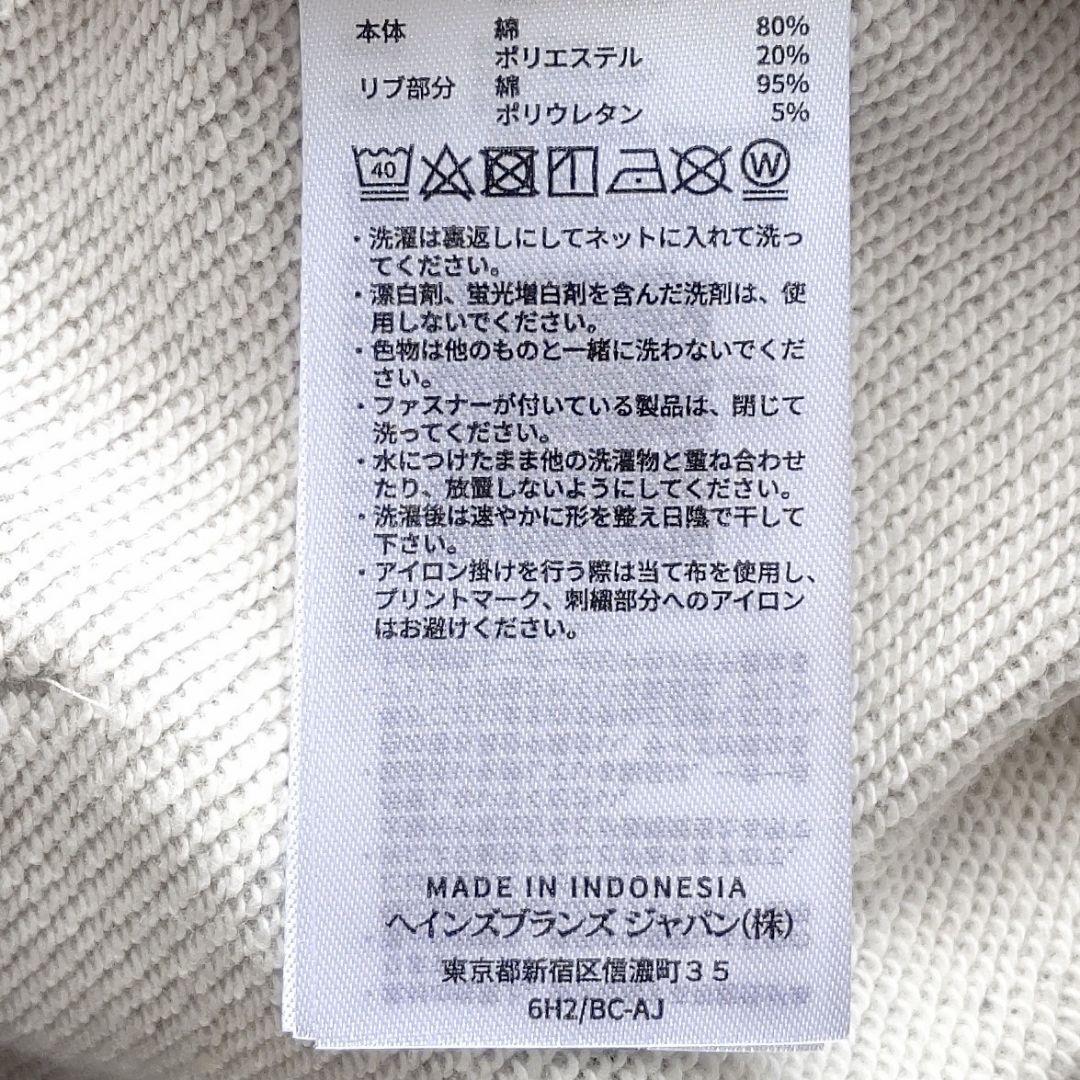 本体 綿 80%
ポリエステル 20%
リブ部分 綿 95%
ポリウレタン 5%
40 W
・洗濯は裏返しにしてネットに入れて洗っ
てください。
・漂白剤、蛍光増白剤を含んだ洗剤は、使
用しないでください。
・色物は他のものと一緒に洗わないでくだ
さい。
・ファスナーが付いている製品は、閉じて
洗ってください。
・水につけたまま他の洗濯物と重ね合わせ
たり、放置しないようにしてください。
・洗濯後は速やかに形を整え日陰で干して
下さい。
・アイロン掛けを行う際は当て布を使用し、
プリントマーク、刺繍部分へのアイロン
はお避けください。
MADE IN INDONESIA
ヘインズブランズ ジャパン(株)
東京都新宿区信濃町３５
6H2/BC-AJ